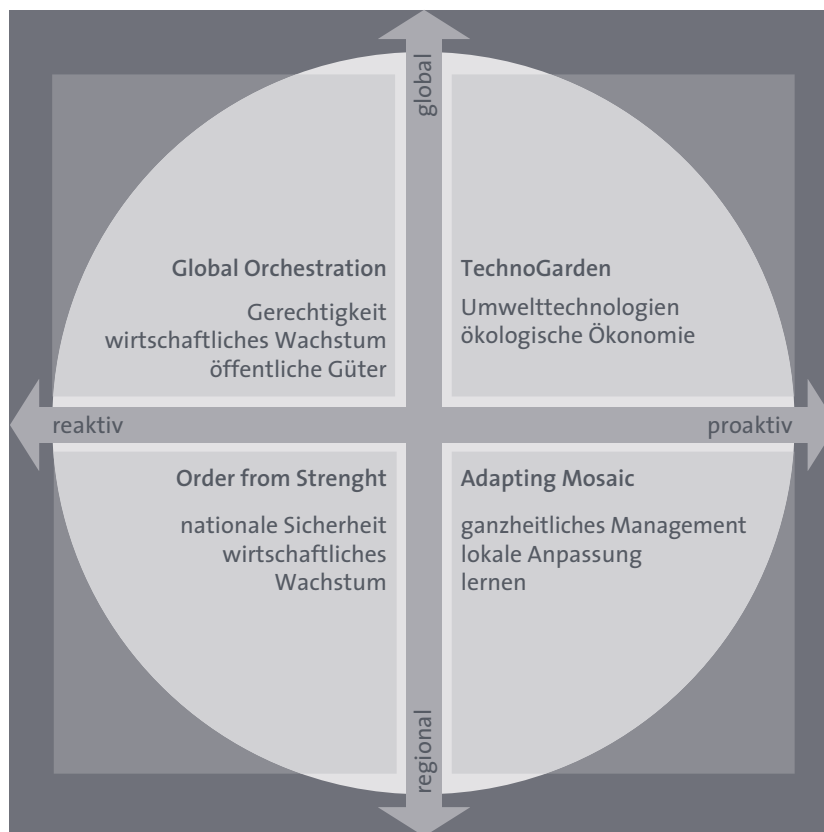 global
Global Orchestration
Gerechtigkeit
wirtschaftliches Wachstum
öffentliche Güter
TechnoGarden
Umwelttechnologien
ökologische Ökonomie
reaktiv
proaktiv
Order from Strenght
nationale Sicherheit
wirtschaftliches
Wachstum
Adapting Mosaic
ganzheitliches Management
lokale Anpassung
lernen
regional